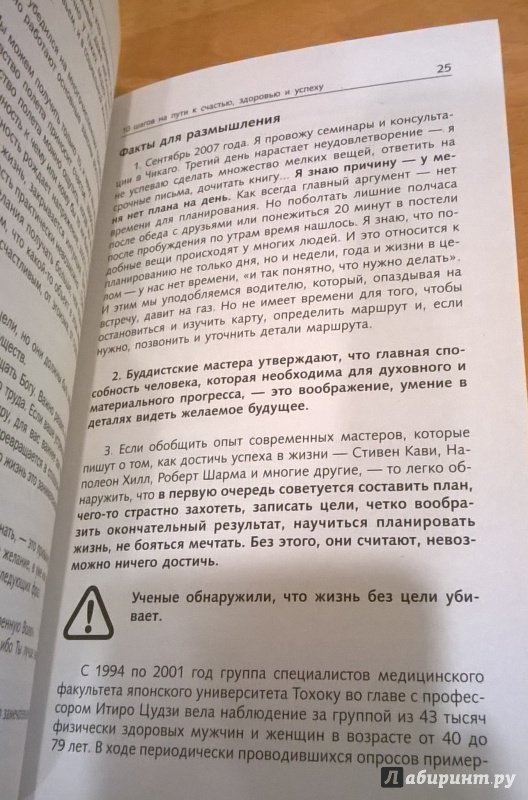 10 шагов на пути к счастью, здоровью и успеху
25
Факты для размышления
1. Сентябрь 2007 года. Я провожу семинары и консульта-
ции в Чикаго. Третий день нарастает неудовлетворение — я
не успеваю сделать множество мелких вещей, ответить на
срочные письма, дочитать книгу... Я знаю причину — у ме-
ня нет плана на день. Как всегда главный аргумент — нет
времени для планирования. Но поболтать лишние полчаса
после обеда с друзьями или понежиться 20 минут в постели
после пробуждения по утрам время нашлось. Я знаю, что по-
добные вещи происходят у многих людей. И это относится к
планированию не только дня, но и недели, года и жизни в це-
лом — у нас нет времени, «и так понятно, что нужно делать».
И этим мы уподобляемся водителю, который, опаздывая на
встречу, давит на газ. Но не имеет времени для того, чтобы
остановиться и изучить карту, определить маршрут и, если
нужно, позвонить и уточнить детали маршрута.
2. Буддистские мастера утверждают, что главная спо-
собность человека, которая необходима для духовного и
материального прогресса, — это воображение, умение в
деталях видеть желаемое будущее.
3. Если обобщить опыт современных мастеров, которые
пишут о том, как достичь успеха в жизни — Стивен Кави, На-
полеон Хилл, Роберт Шарма и многие другие, — то легко об-
наружить, что в первую очередь советуется составить план,
чего-то страстно захотеть, записать цели, четко вообра-
зить окончательный результат, научиться планировать
жизнь, не бояться мечтать. Без этого, они считают, невоз-
можно ничего достичь.
Ученые обнаружили, что жизнь без цели уби-
вает.
С 1994 по 2001 год группа специалистов медицинского
факультета японского университета Тохоку во главе с профес-
сором Итиро Цудзи вела наблюдение за группой из 43 тысяч
физически здоровых мужчин и женщин в возрасте от 40 до
79 лет. В ходе периодически проводившихся опросов пример-
Лабиринт.ру